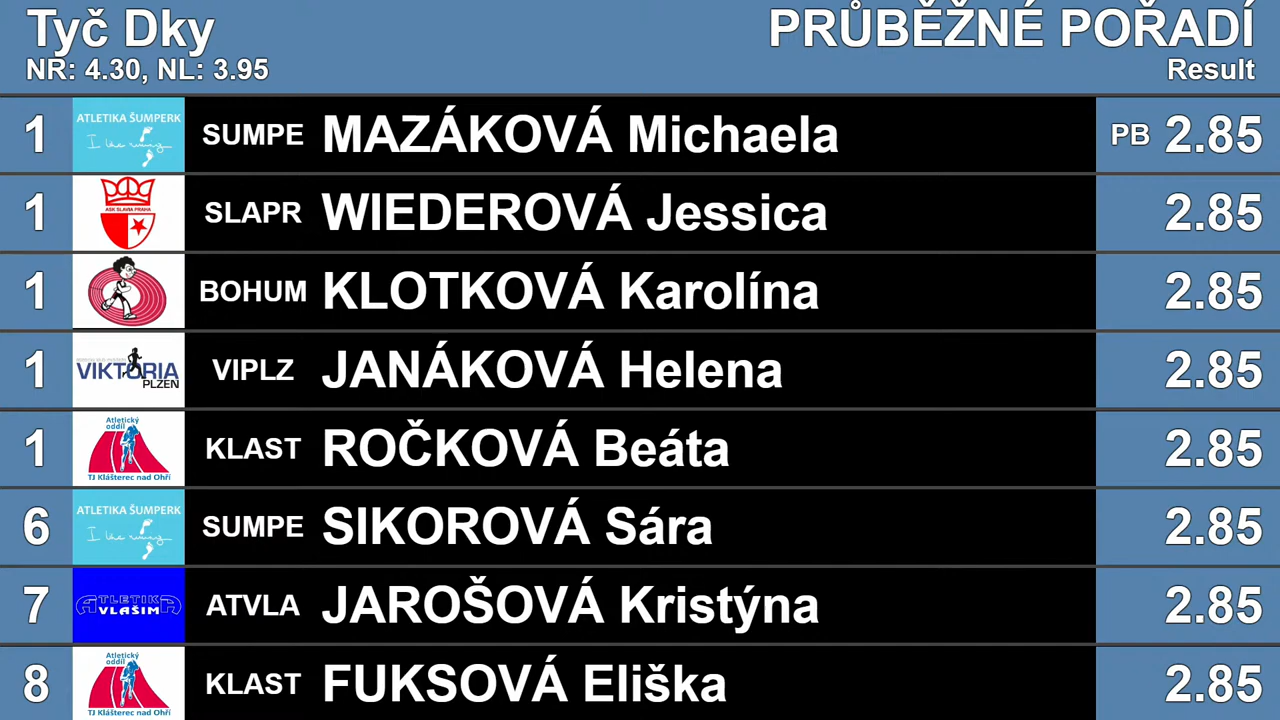 Tyč Dky
PRŮBĚŽNÉ POŘADÍ
NR: 4.30, NL: 3.95
Result
1 ATLETIKA ŠUMPERK SUMPE MAZÁKOVÁ Michaela PB 2.85
1 ASK SLAVIA PRAHA SLAPR WIEDEROVÁ Jessica 2.85
1 BOHUM KLOTKOVÁ Karolína 2.85
1 VIKTORIA PLZEŇ VIPLZ JANÁKOVÁ Helena 2.85
1 Atletický oddíl TJ Klášterec nad Ohří KLAST ROČKOVÁ Beáta 2.85
6 ATLETIKA ŠUMPERK SUMPE SIKOROVÁ Sára 2.85
7 ATLETIKA VLAŠIM ATVLA JAROŠOVÁ Kristýna 2.85
8 Atletický oddíl TJ Klášterec nad Ohří KLAST FUKSOVÁ Eliška 2.85